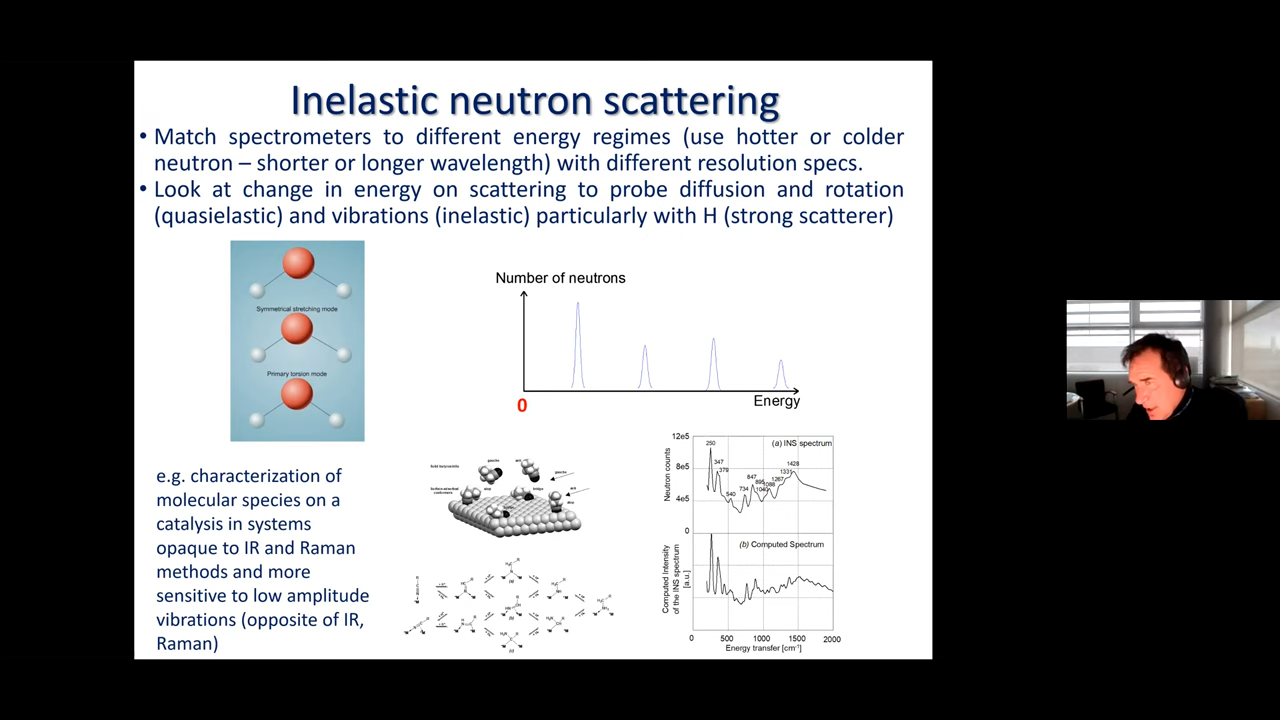 Inelastic neutron scattering
• Match spectrometers to different energy regimes (use hotter or colder
neutron – shorter or longer wavelength) with different resolution specs.
• Look at change in energy on scattering to probe diffusion and rotation
(quasielastic) and vibrations (inelastic) particularly with H (strong scatterer)
Symmetrical stretching mode
Primary torsion mode
Number of neutrons
0
Energy
e.g. characterization of
molecular species on a
catalysis in systems
opaque to IR and Raman
methods and more
sensitive to low amplitude
vibrations (opposite of IR,
Raman)
(a) INS spectrum
12e5
8e5
4e5
0
Neutron counts
250
347
379
540
734
847
1267
1331
1428
(b) Computed Spectrum
Computed Intensity
of the INS spectrum
[a.u.]
0 500 1000 1500 2000
Energy transfer [cm⁻¹]